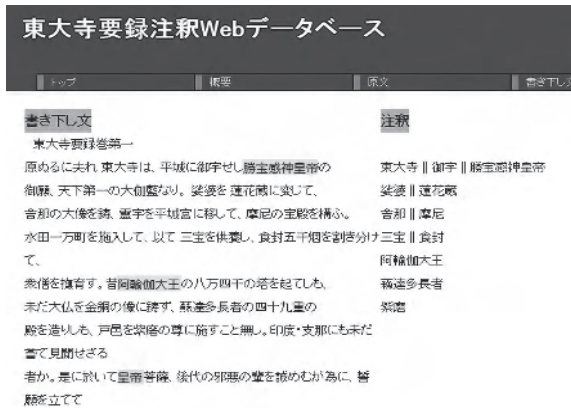 東大寺要録注釈Webデータベース
トップ
概要
原文
書き下し文
書き下し文
東大寺要録巻第一
原ぬるに夫れ 東大寺は、平城に御宇せし勝宝感神皇帝の
御願、天下第一の大伽藍なり。娑婆を 蓮花蔵に変じて、
舎那の大像を鋳、霊宇を平城宮に移して、摩尼の宝殿を構ふ。
水田一万町を施入して、以て 三宝を供養し、食封五千烟を割き分け
て、
衆僧を撫育す。昔阿輸伽大王の八万四千の塔を起てしも、
未だ大仏を金銅の像に鋳ず、蘇達多長者の四十九重の
殿を造りしも、戸邑を紫磨の尊に施すこと無し。印度・支那にも未だ
嘗て見聞せざる
者か。是に於いて皇帝菩薩、後代の邪悪の輩を誡めむが為に、誓
願を立てて
注釈
東大寺 || 御宇 || 勝宝感神皇帝
娑婆 || 蓮花蔵
舎那 || 摩尼
三宝 || 食封
阿輸伽大王
蘇達多長者
紫磨